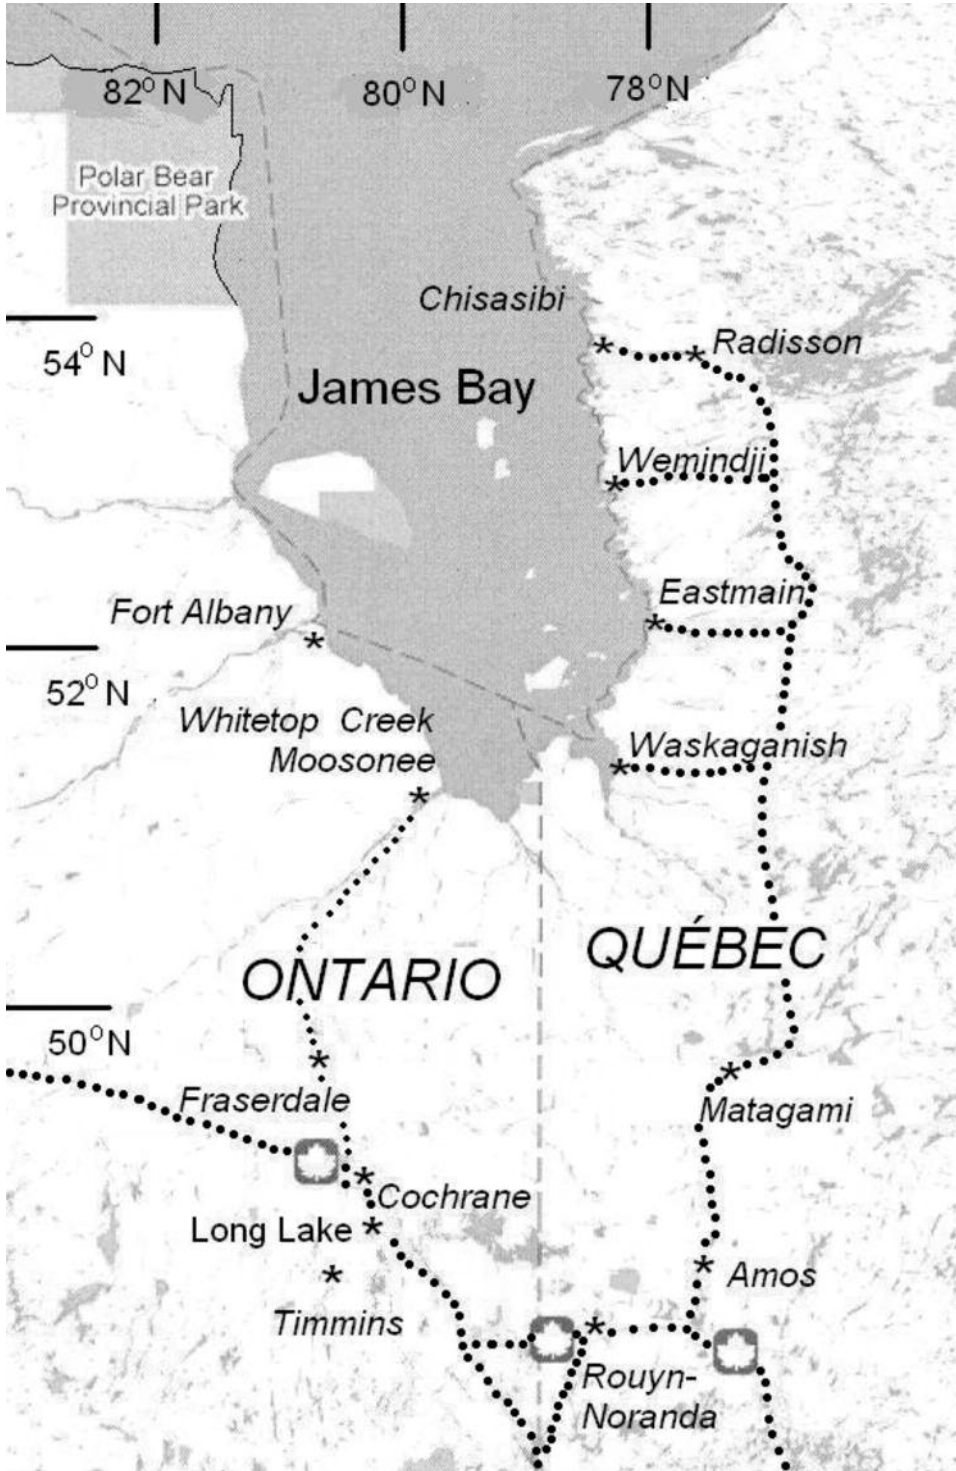 82° N
80° N
78° N
Polar Bear
Provincial Park
Chisasibi
Radisson
54° N
James Bay
Wemindji
Eastmain
Fort Albany
52° N
Whitetop Creek
Moosonee
Waskaganish
ONTARIO
QUÉBEC
50° N
Fraserdale
Matagami
Cochrane
Long Lake
Amos
Timmins
Rouyn-
Noranda